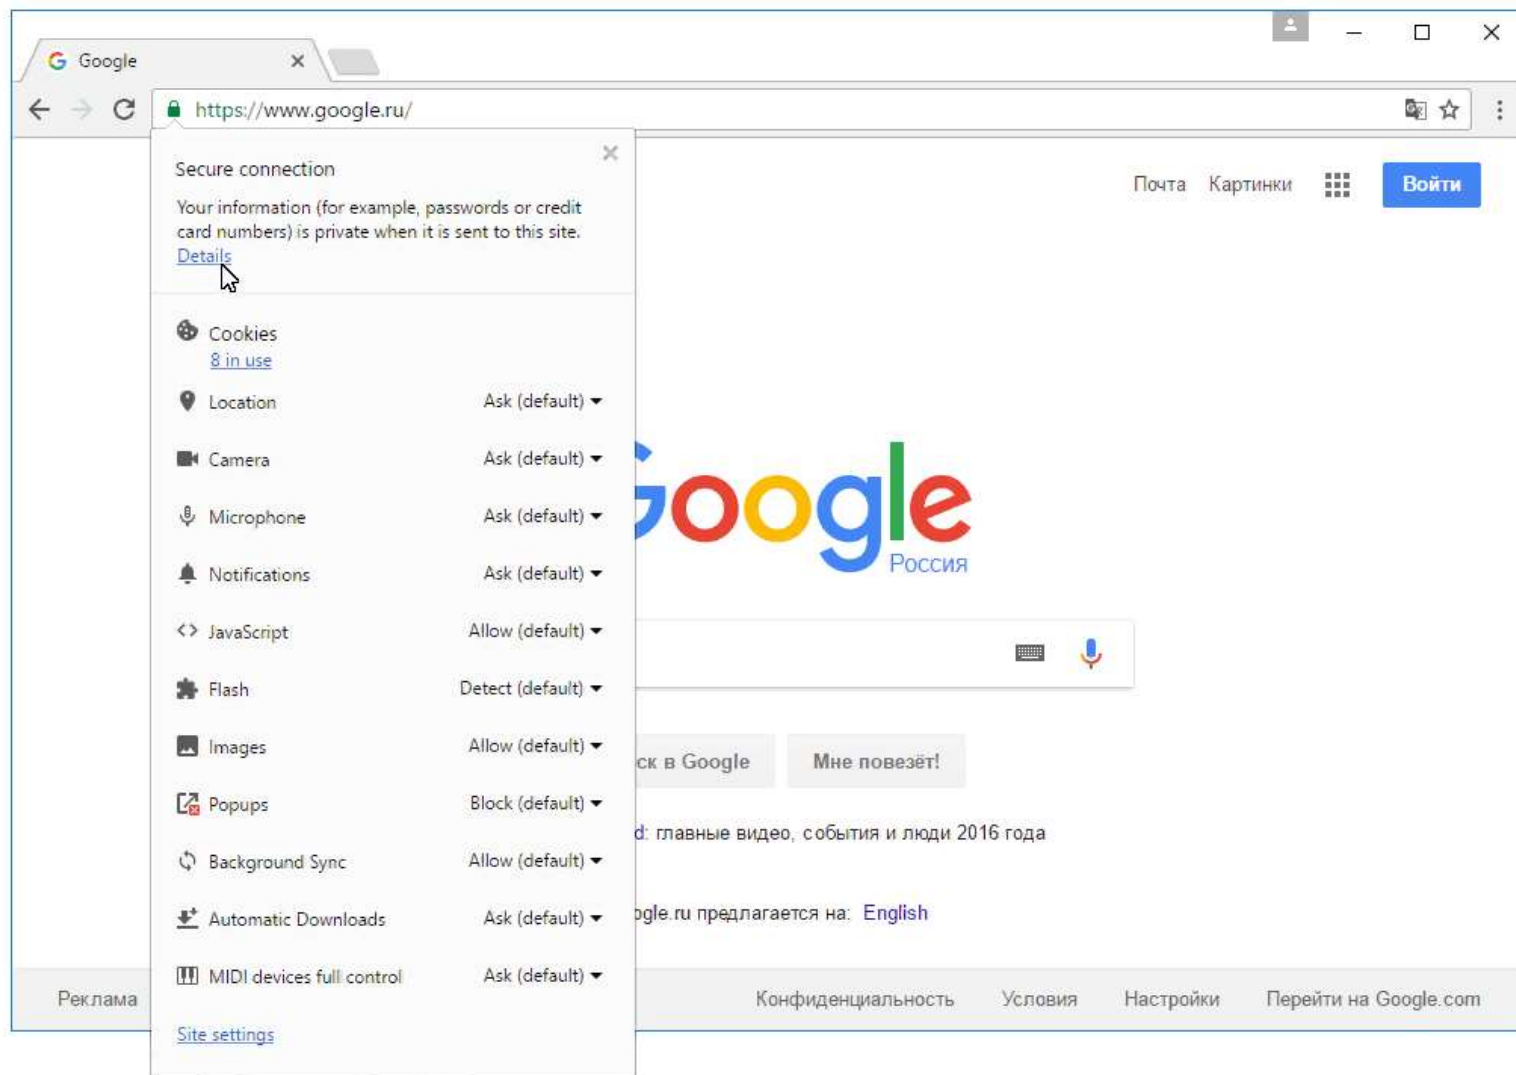 Google
https://www.google.ru/
Secure connection
Your information (for example, passwords or credit
card numbers) is private when it is sent to this site.
Details
Cookies
8 in use
Location Ask (default)
Camera Ask (default)
Microphone Ask (default)
Notifications Ask (default)
JavaScript Allow (default)
Flash Detect (default)
Images Allow (default)
Popups Block (default)
Background Sync Allow (default)
Automatic Downloads Ask (default)
MIDI devices full control Ask (default)
Site settings
Почта Картинки Войти
Google
Россия
ск в Google Мне повезёт!
d: главные видео, события и люди 2016 года
ogle.ru предлагается на: English
Реклама Конфиденциальность Условия Настройки Перейти на Google.com